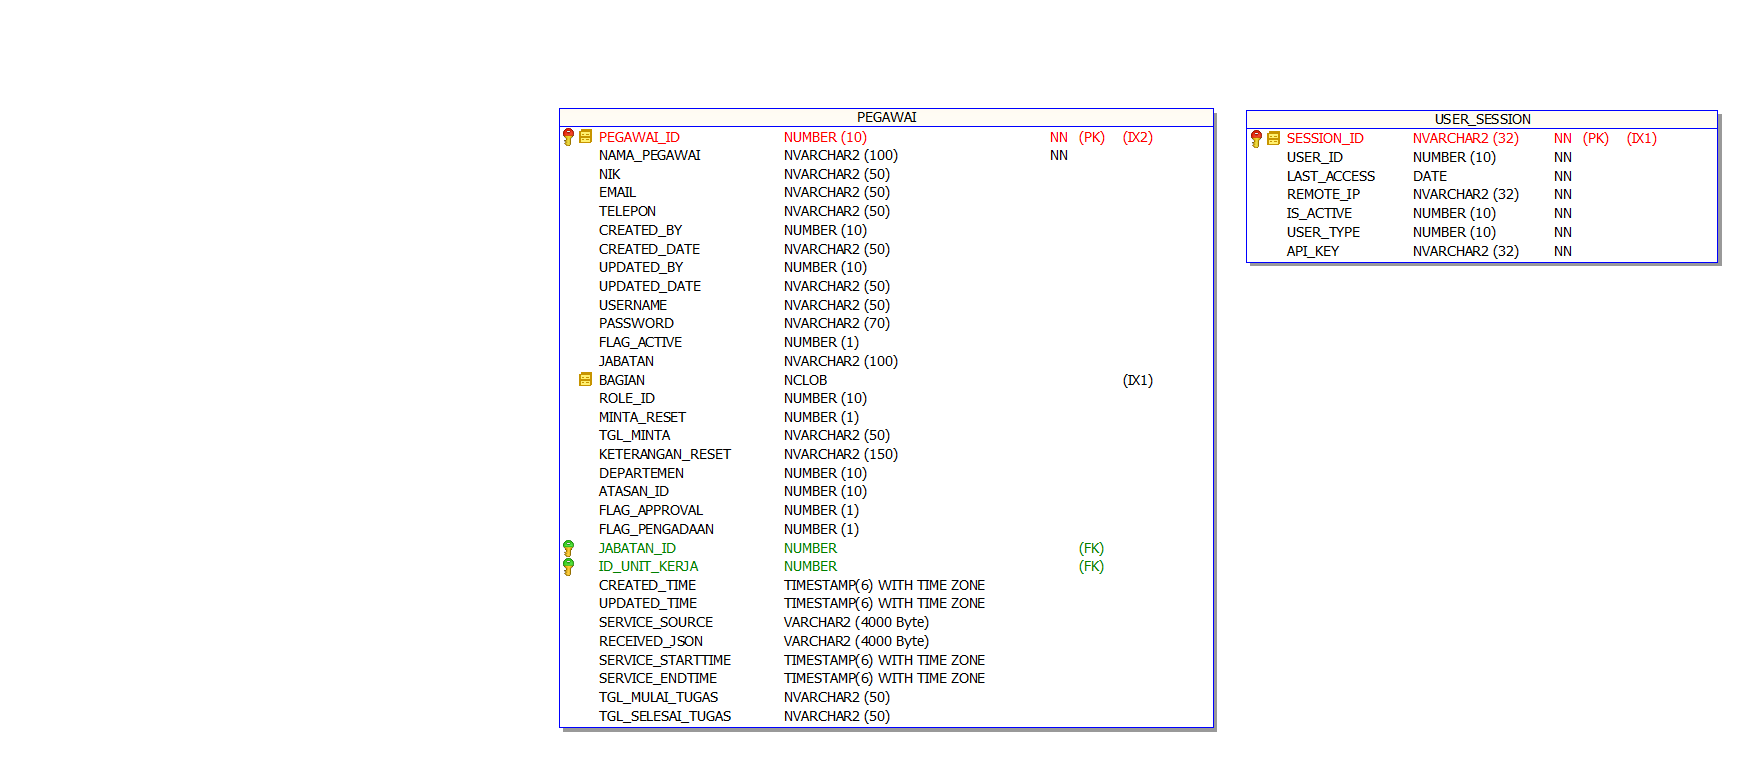 PEGAWAI
PEGAWAI_ID NUMBER (10) NN (PK) (IX2)
NAMA_PEGAWAI NVARCHAR2 (100) NN
NIK NVARCHAR2 (50)
EMAIL NVARCHAR2 (50)
TELEPON NVARCHAR2 (50)
CREATED_BY NUMBER (10)
CREATED_DATE NVARCHAR2 (50)
UPDATED_BY NUMBER (10)
UPDATED_DATE NVARCHAR2 (50)
USERNAME NVARCHAR2 (50)
PASSWORD NVARCHAR2 (70)
FLAG_ACTIVE NUMBER (1)
JABATAN NVARCHAR2 (100)
BAGIAN NCLOB (IX1)
ROLE_ID NUMBER (10)
MINTA_RESET NUMBER (1)
TGL_MINTA NVARCHAR2 (50)
KETERANGAN_RESET NVARCHAR2 (150)
DEPARTEMEN NUMBER (10)
ATASAN_ID NUMBER (10)
FLAG_APPROVAL NUMBER (1)
FLAG_PENGADAAN NUMBER (1)
JABATAN_ID NUMBER (FK)
ID_UNIT_KERJA NUMBER (FK)
CREATED_TIME TIMESTAMP(6) WITH TIME ZONE
UPDATED_TIME TIMESTAMP(6) WITH TIME ZONE
SERVICE_SOURCE VARCHAR2 (4000 Byte)
RECEIVED_JSON VARCHAR2 (4000 Byte)
SERVICE_STARTTIME TIMESTAMP(6) WITH TIME ZONE
SERVICE_ENDTIME TIMESTAMP(6) WITH TIME ZONE
TGL_MULAI_TUGAS NVARCHAR2 (50)
TGL_SELESAI_TUGAS NVARCHAR2 (50)
USER_SESSION
SESSION_ID NVARCHAR2 (32) NN (PK) (IX1)
USER_ID NUMBER (10) NN
LAST_ACCESS DATE NN
REMOTE_IP NVARCHAR2 (32) NN
IS_ACTIVE NUMBER (10) NN
USER_TYPE NUMBER (10) NN
API_KEY NVARCHAR2 (32) NN